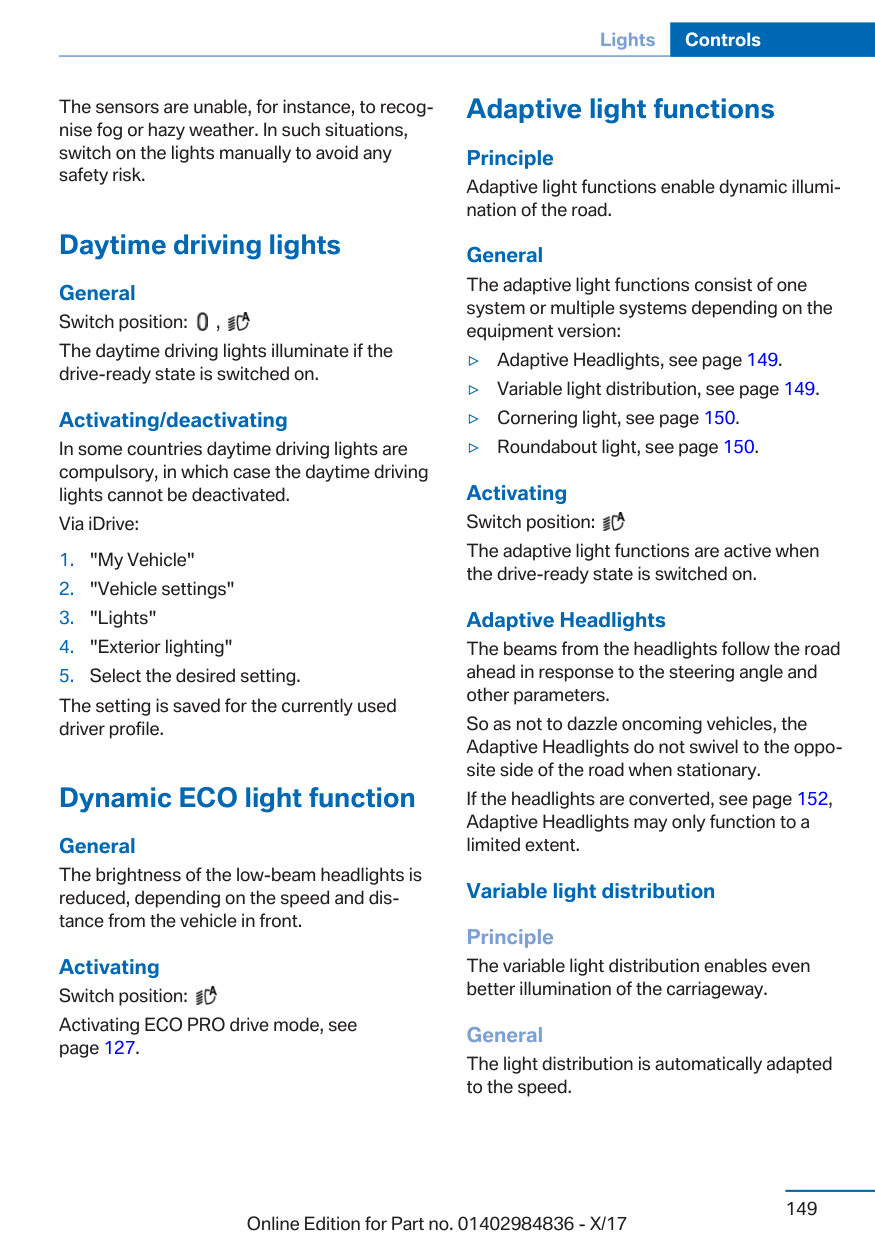 Lights Controls
The sensors are unable, for instance, to recog-
nise fog or hazy weather. In such situations,
switch on the lights manually to avoid any
safety risk.
Daytime driving lights
General
Switch position: 0 ,
The daytime driving lights illuminate if the
drive-ready state is switched on.
Activating/deactivating
In some countries daytime driving lights are
compulsory, in which case the daytime driving
lights cannot be deactivated.
Via iDrive:
1. "My Vehicle"
2. "Vehicle settings"
3. "Lights"
4. "Exterior lighting"
5. Select the desired setting.
The setting is saved for the currently used
driver profile.
Dynamic ECO light function
General
The brightness of the low-beam headlights is
reduced, depending on the speed and dis-
tance from the vehicle in front.
Activating
Switch position:
Activating ECO PRO drive mode, see
page 127.
Adaptive light functions
Principle
Adaptive light functions enable dynamic illumi-
nation of the road.
General
The adaptive light functions consist of one
system or multiple systems depending on the
equipment version:
▷ Adaptive Headlights, see page 149.
▷ Variable light distribution, see page 149.
▷ Cornering light, see page 150.
▷ Roundabout light, see page 150.
Activating
Switch position:
The adaptive light functions are active when
the drive-ready state is switched on.
Adaptive Headlights
The beams from the headlights follow the road
ahead in response to the steering angle and
other parameters.
So as not to dazzle oncoming vehicles, the
Adaptive Headlights do not swivel to the oppo-
site side of the road when stationary.
If the headlights are converted, see page 152,
Adaptive Headlights may only function to a
limited extent.
Variable light distribution
Principle
The variable light distribution enables even
better illumination of the carriageway.
General
The light distribution is automatically adapted
to the speed.
149
Online Edition for Part no. 01402984836 - X/17